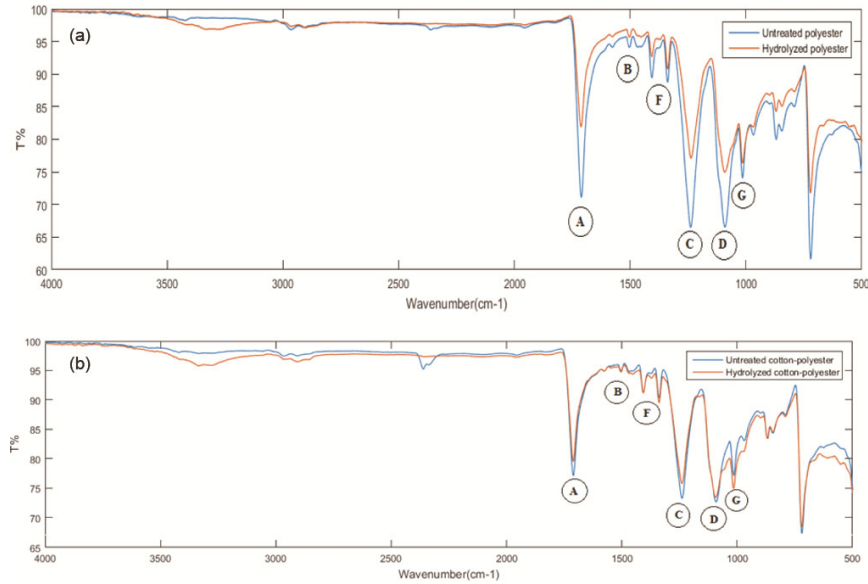 (a)
Untreated polyester
Hydrolyzed polyester
100
95
90
85
80
75
70
65
60
T%
A
B
F
C
D
G
4000 3500 3000 2500 2000 1500 1000 500
Wavenumber(cm-1)
(b)
Untreated cotton-polyester
Hydrolyzed cotton-polyester
100
95
90
85
80
75
70
65
T%
A
B
F
C
D
G
4000 3500 3000 2500 2000 1500 1000 500
Wavenumber(cm-1)